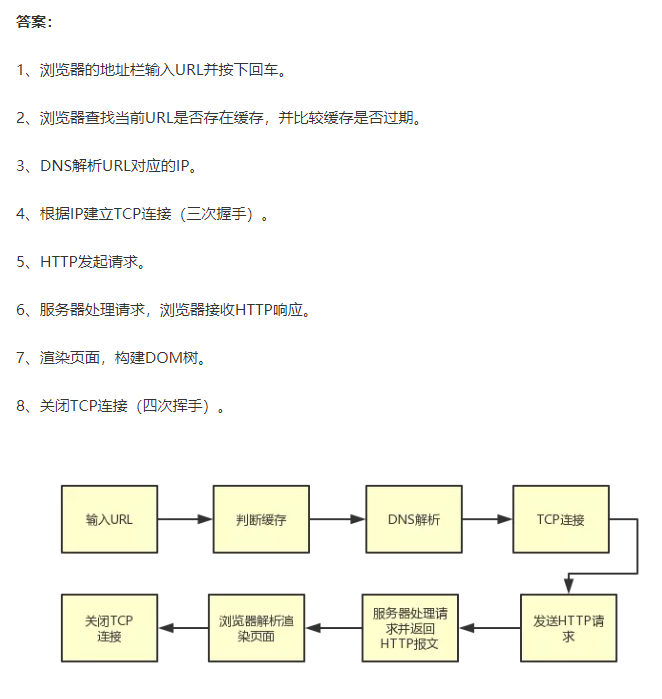 答案：
1、浏览器的地址栏输入URL并按下回车。
2、浏览器查找当前URL是否存在缓存，并比较缓存是否过期。
3、DNS解析URL对应的IP。
4、根据IP建立TCP连接（三次握手）。
5、HTTP发起请求。
6、服务器处理请求，浏览器接收HTTP响应。
7、渲染页面，构建DOM树。
8、关闭TCP连接（四次挥手）。
输入URL
判断缓存
DNS解析
TCP连接
关闭TCP
连接
浏览器解析渲
染页面
服务器处理请
求并返回
HTTP报文
发送HTTP请
求